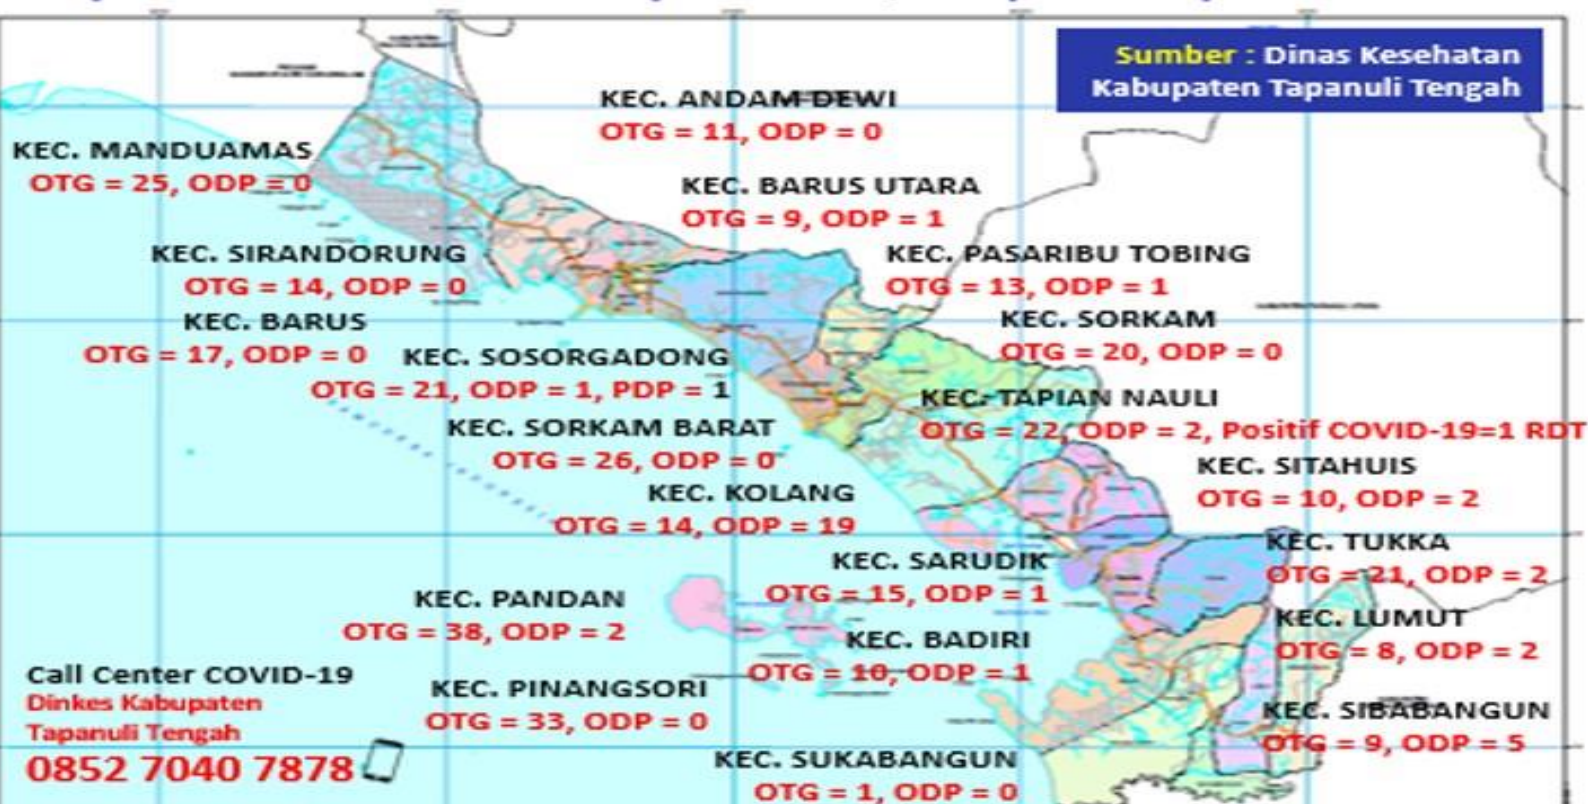 Sumber : Dinas Kesehatan
Kabupaten Tapanuli Tengah
KEC. ANDAM DEWI
OTG = 11, ODP = 0
KEC. MANDUAMAS
OTG = 25, ODP = 0
KEC. BARUS UTARA
OTG = 9, ODP = 1
KEC. SIRANDORUNG
OTG = 14, ODP = 0
KEC. PASARIBU TOBING
OTG = 13, ODP = 1
KEC. BARUS
OTG = 17, ODP = 0
KEC. SORKAM
OTG = 20, ODP = 0
KEC. SOSORGADONG
OTG = 21, ODP = 1, PDP = 1
KEC. TAPIAN NAULI
OTG = 22, ODP = 2, Positif COVID-19=1 RDT
KEC. SORKAM BARAT
OTG = 26, ODP = 0
KEC. SITAHUIS
OTG = 10, ODP = 2
KEC. KOLANG
OTG = 14, ODP = 19
KEC. TUKKA
OTG = 21, ODP = 2
KEC. SARUDIK
OTG = 15, ODP = 1
KEC. PANDAN
OTG = 38, ODP = 2
KEC. LUMUT
OTG = 8, ODP = 2
KEC. BADIRI
OTG = 10, ODP = 1
KEC. PINANGSORI
OTG = 33, ODP = 0
KEC. SIBABANGUN
OTG = 9, ODP = 5
KEC. SUKABANGUN
OTG = 1, ODP = 0
Call Center COVID-19
Dinkes Kabupaten
Tapanuli Tengah
0852 7040 7878